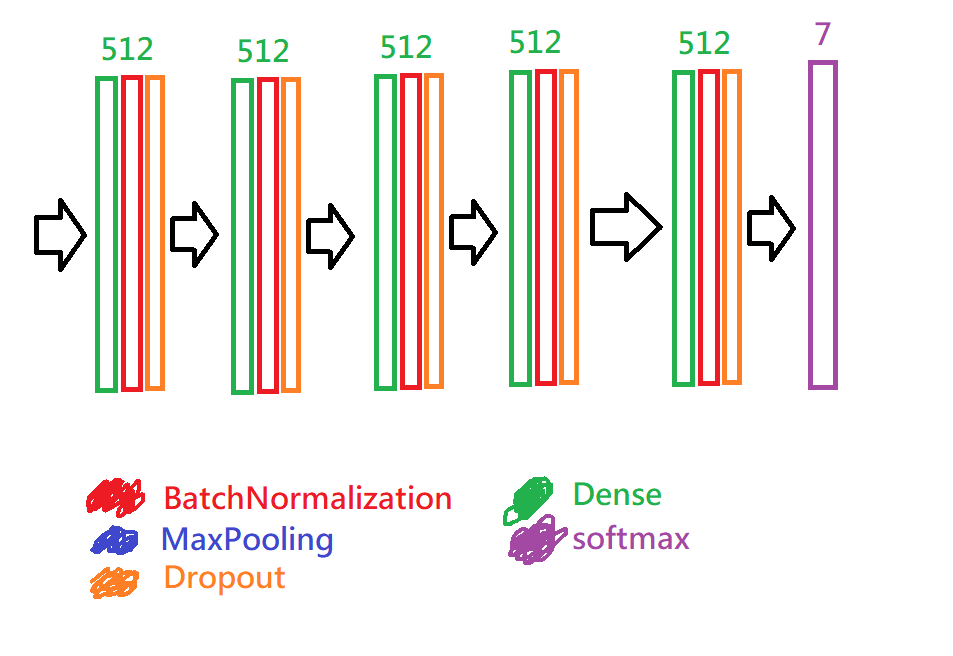 512 512 512 512 512 7
BatchNormalization Dense
MaxPooling softmax
Dropout